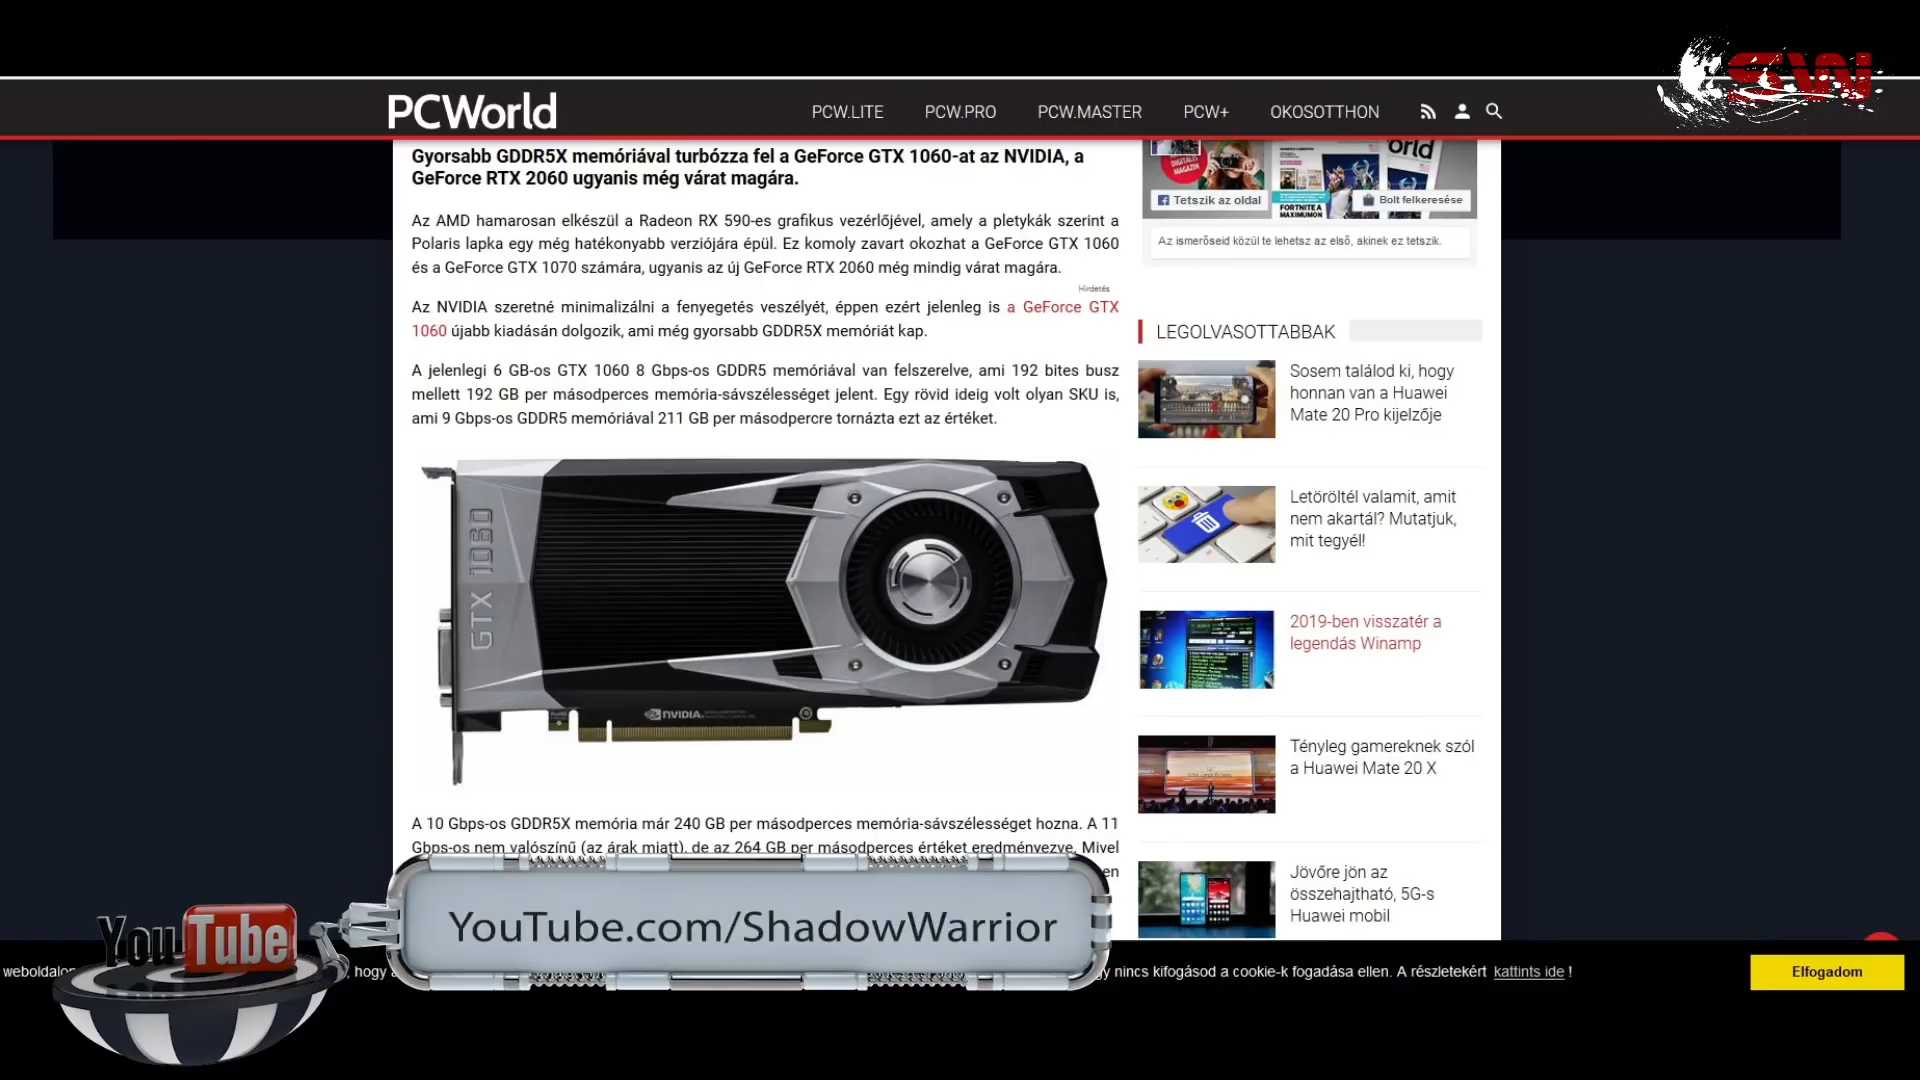 PCWorld
PCW.LITE PCW.PRO PCW.MASTER PCW+ OKOSOTTHON
SW
Gyorsabb GDDR5X memóriával turbózza fel a GeForce GTX 1060-at az NVIDIA, a
GeForce RTX 2060 ugyanis még várat magára.
Az AMD hamarosan elkészül a Radeon RX 590-es grafikus vezérlőjével, amely a pletykák szerint a
Polaris lapka egy még hatékonyabb verziójára épül. Ez komoly zavart okozhat a GeForce GTX 1060
és a GeForce GTX 1070 számára, ugyanis az új GeForce RTX 2060 még mindig várat magára.
Hirdetés
Az NVIDIA szeretné minimalizálni a fenyegetés veszélyét, éppen ezért jelenleg is a GeForce GTX
1060 újabb kiadásán dolgozik, ami még gyorsabb GDDR5X memóriát kap.
A jelenlegi 6 GB-os GTX 1060 8 Gbps-os GDDR5 memóriával van felszerelve, ami 192 bites busz
mellett 192 GB per másodperces memória-sávszélességet jelent. Egy rövid ideig volt olyan SKU is,
ami 9 Gbps-os GDDR5 memóriával 211 GB per másodpercre tornázta ezt az értéket.
GTX 1060
NVIDIA
A 10 Gbps-os GDDR5X memória már 240 GB per másodperces memória-sávszélességet hozna. A 11
Gbps-os nem valószínű (az árak miatt), de az 264 GB per másodperces értéket eredményezve. Mivel
en
DIGITÁLIS
MAGAZIN
orld
FORTNITE A
MAXIMUMON
Tetszik az oldal
Bolt felkeresése
Az ismerőseid közül te lehetsz az első, akinek ez tetszik.
LEGOLVASOTTABBAK
Sosem találod ki, hogy
honnan van a Huawei
Mate 20 Pro kijelzője
Letöröltél valamit, amit
nem akartál? Mutatjuk,
mit tegyél!
2019-ben visszatér a
legendás Winamp
Tényleg gamereknek szól
a Huawei Mate 20 X
Jövőre jön az
összehajtható, 5G-s
Huawei mobil
YouTube
YouTube.com/ShadowWarrior
hogy
nincs kifogásod a cookie-k fogadása ellen. A részletekért kattints ide !
Elfogadom